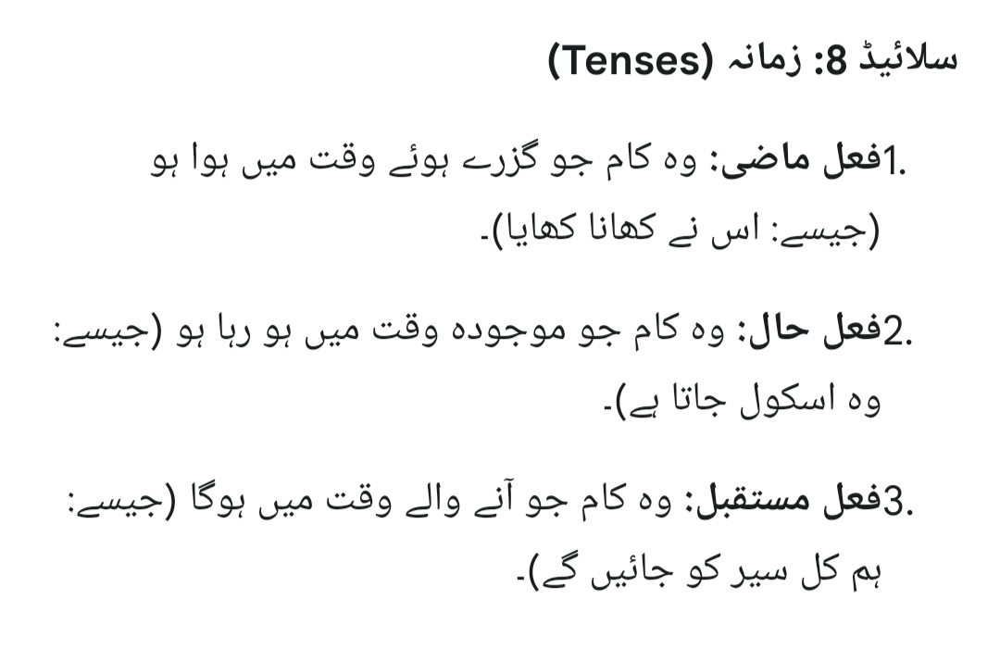 سلائیڈ 8: زمانہ (Tenses)
1. فعل ماضی: وہ کام جو گزرے ہوئے وقت میں ہوا ہو
(جیسے: اس نے کھانا کھایا)۔
2. فعل حال: وہ کام جو موجودہ وقت میں ہو رہا ہو (جیسے:
وہ اسکول جاتا ہے)۔
3. فعل مستقبل: وہ کام جو آنے والے وقت میں ہوگا (جیسے:
ہم کل سیر کو جائیں گے)۔